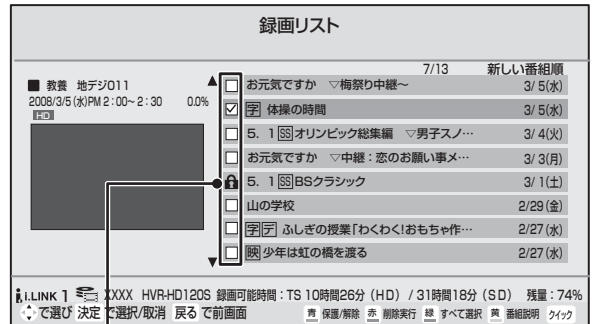 録画リスト
7/13 新しい番組順
■ 教養 地デジ011
2008/3/5(水)PM 2:00~2:30 0.0%
HD
お元気ですか ▽梅祭り中継~ 3/5(水)
字 体操の時間 3/5(水)
5. 1 SS オリンピック総集編 ▽男子スノ… 3/4(火)
お元気ですか ▽中継:恋のお願い事メ… 3/3(月)
5. 1 SS BSクラシック 3/1(土)
山の学校 2/29(金)
字デ ふしぎの授業「わくわく!おもちゃ作… 2/27(水)
映 少年は虹の橋を渡る 2/27(水)
i.LINK 1 XXXX HVR-HD120S 録画可能時間:TS 10時間26分(HD)/31時間18分(SD) 残量:74%
で選び 決定 で選択/取消 戻る で前画面 青 保護/解除 赤 削除実行 緑 すべて選択 黄 番組説明 クイック